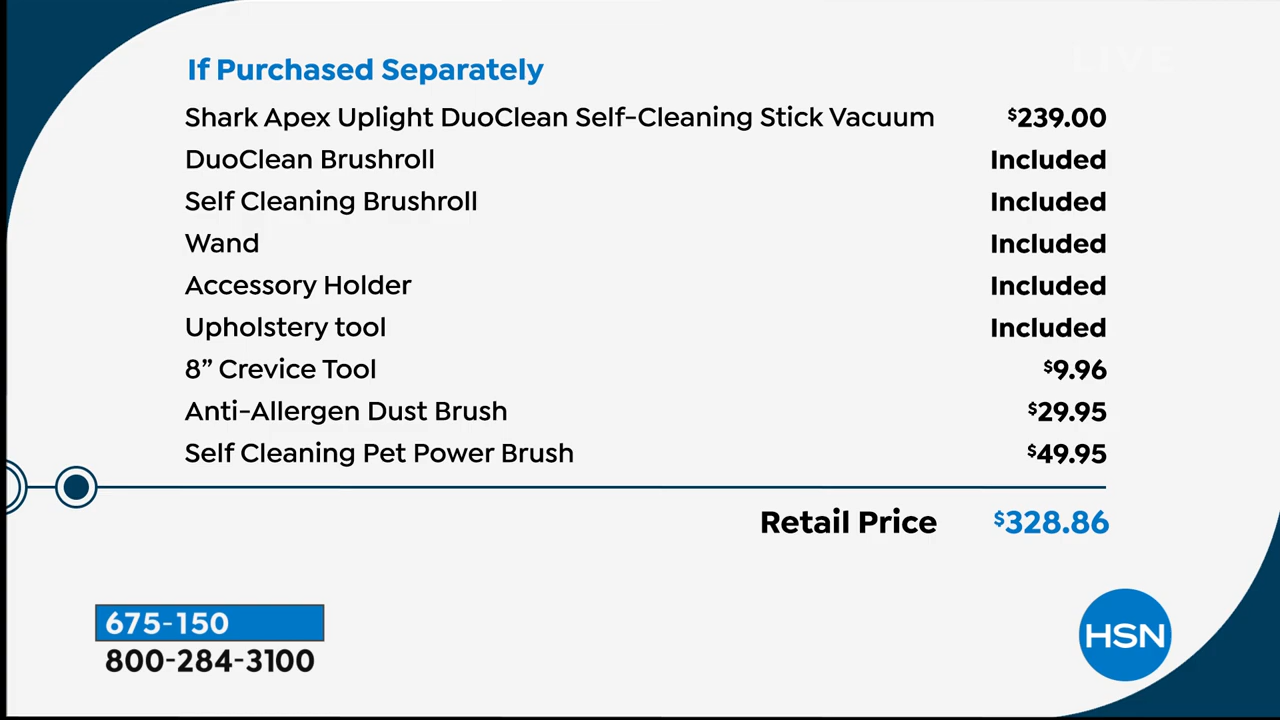 LIVE
If Purchased Separately
Shark Apex Uplight DuoClean Self-Cleaning Stick Vacuum $239.00
DuoClean Brushroll Included
Self Cleaning Brushroll Included
Wand Included
Accessory Holder Included
Upholstery tool Included
8” Crevice Tool $9.96
Anti-Allergen Dust Brush $29.95
Self Cleaning Pet Power Brush $49.95
Retail Price $328.86
675-150
800-284-3100
HSN